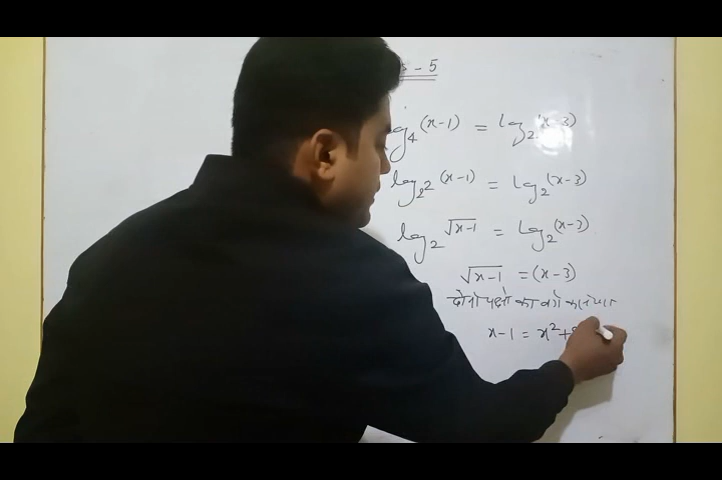 - 5
log₄(x-1) = log₂(x-3)
log₂²(x-1) = log₂(x-3)
log₂√x-1 = log₂(x-3)
√x-1 = (x-3)
दोनो पक्षो का वर्ग करने पर
x-1 = x²+